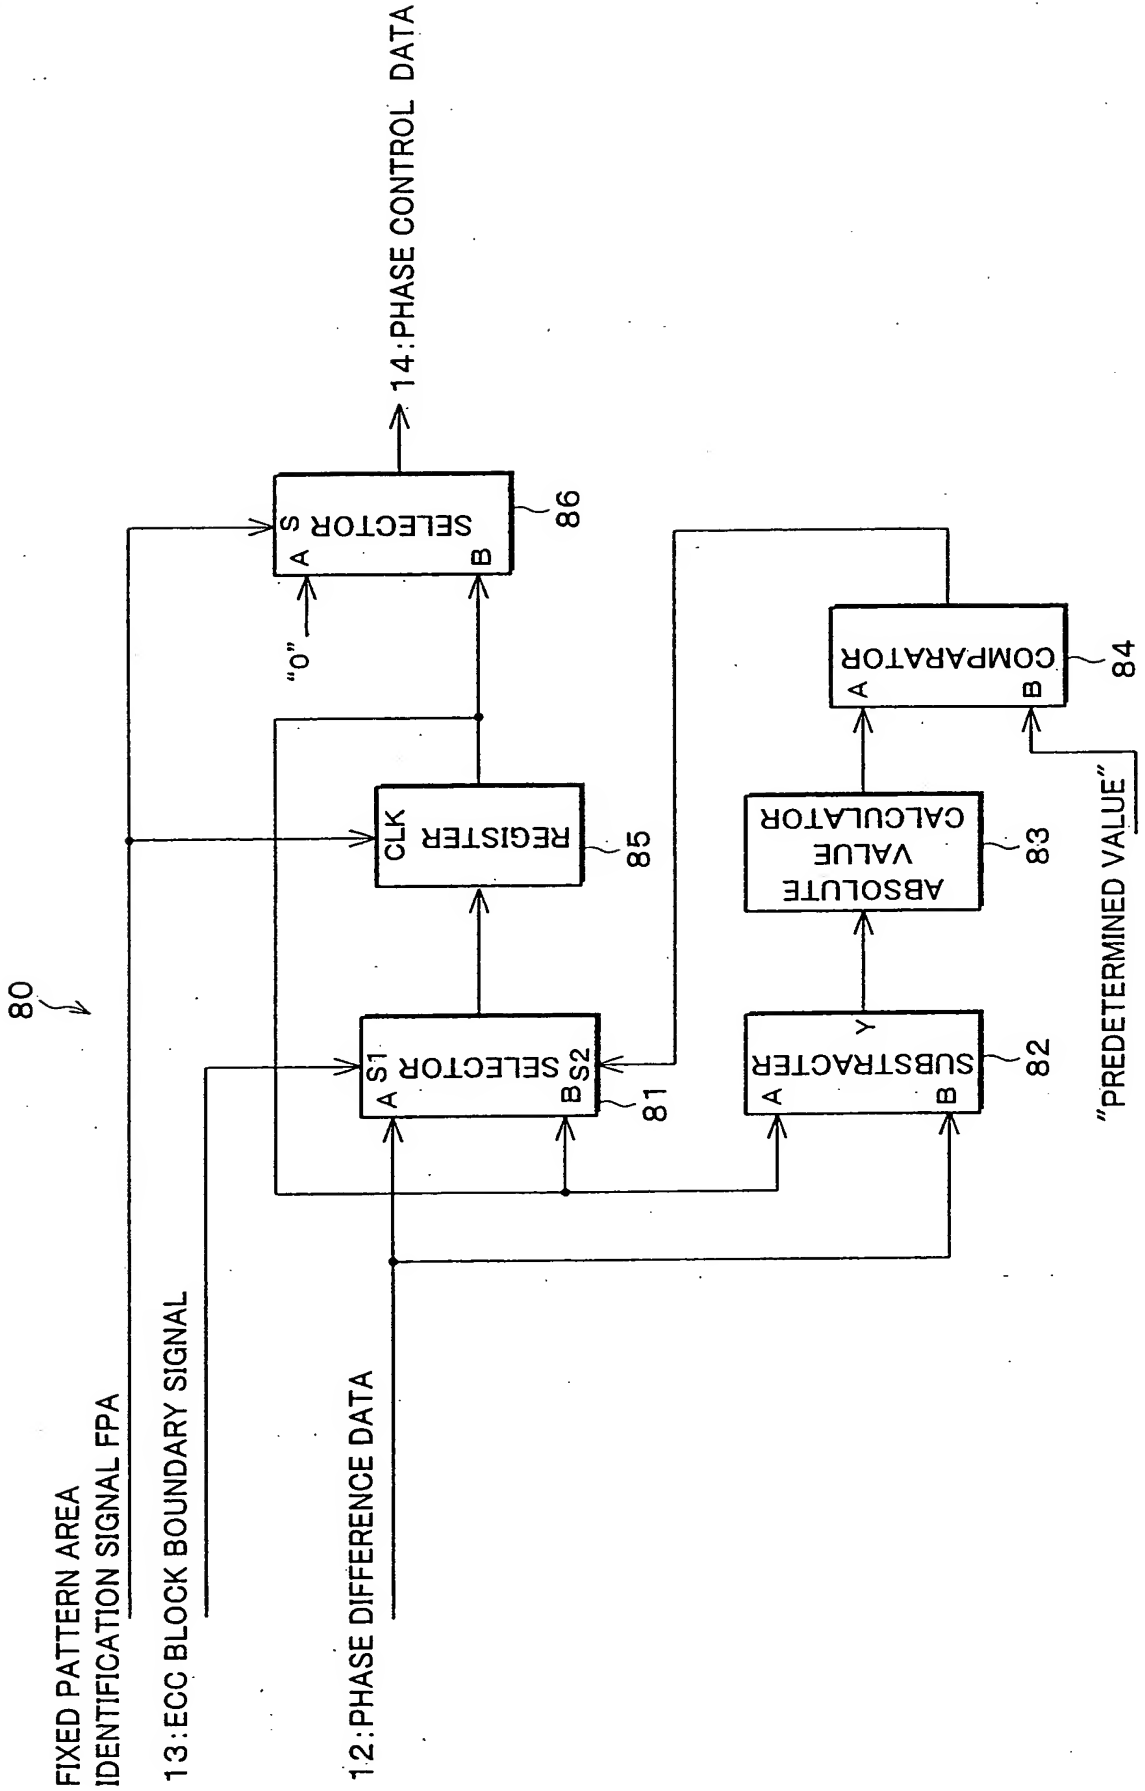 80
FIXED PATTERN AREA
IDENTIFICATION SIGNAL FPA
13:ECC BLOCK BOUNDARY SIGNAL
12:PHASE DIFFERENCE DATA
S1
A
SELECTOR
B
S2
81
CLK
REGISTER
85
"0"
S
A
SELECTOR
B
86
14:PHASE CONTROL DATA
A
SUBSTRACTER
B
Y
82
ABSOLUTE
VALUE
CALCULATOR
83
A
COMPARATOR
B
84
"PREDETERMINED VALUE"